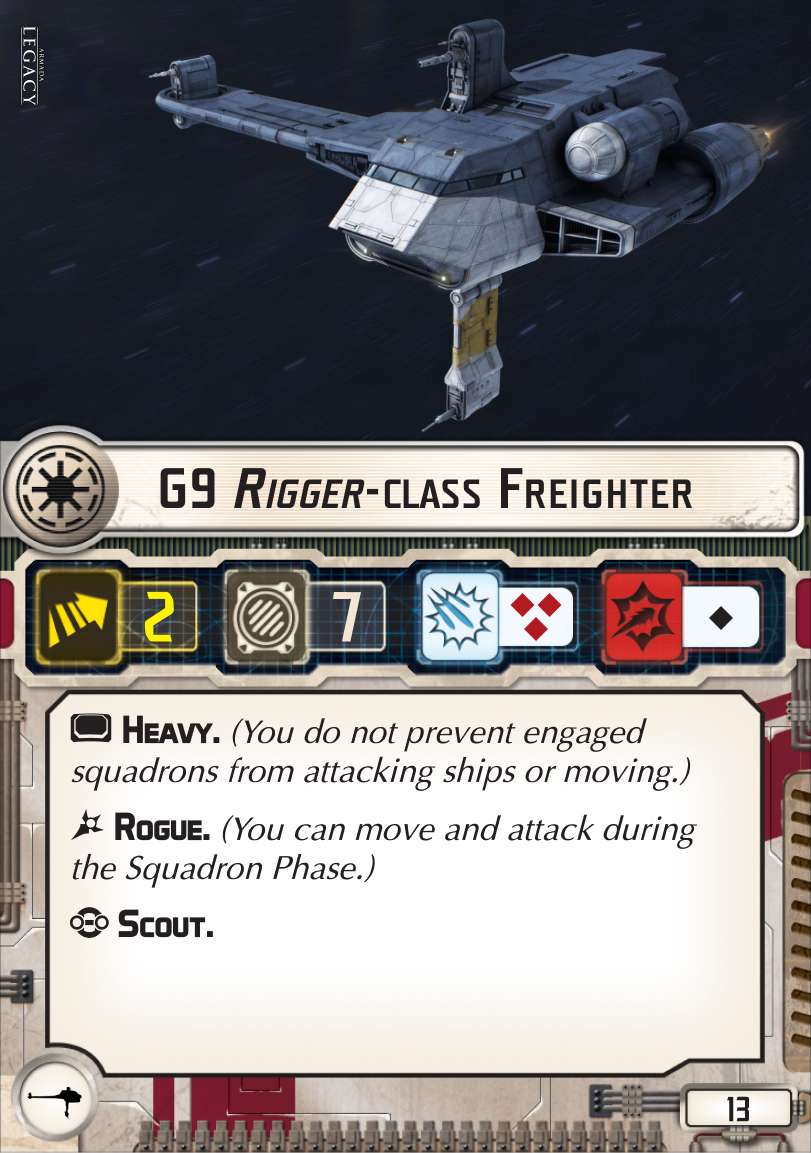 ARMADA
LEGACY
G9 RIGGER-CLASS FREIGHTER
2 7
HEAVY. (You do not prevent engaged
squadrons from attacking ships or moving.)
ROGUE. (You can move and attack during
the Squadron Phase.)
SCOUT.
13